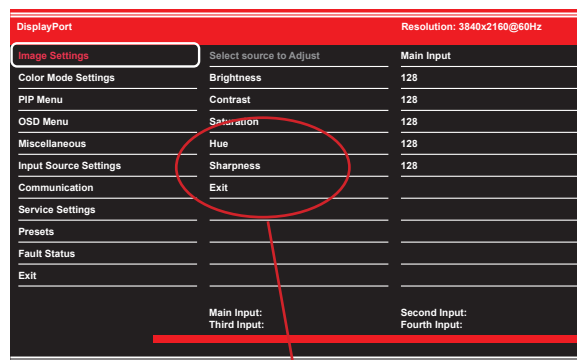 DisplayPort Resolution: 3840x2160@60Hz
Image Settings Select source to Adjust Main Input
Color Mode Settings Brightness 128
PIP Menu Contrast 128
OSD Menu Saturation 128
Miscellaneous Hue 128
Input Source Settings Sharpness 128
Communication Exit
Service Settings
Presets
Fault Status
Exit
Main Input: Second Input:
Third Input: Fourth Input: